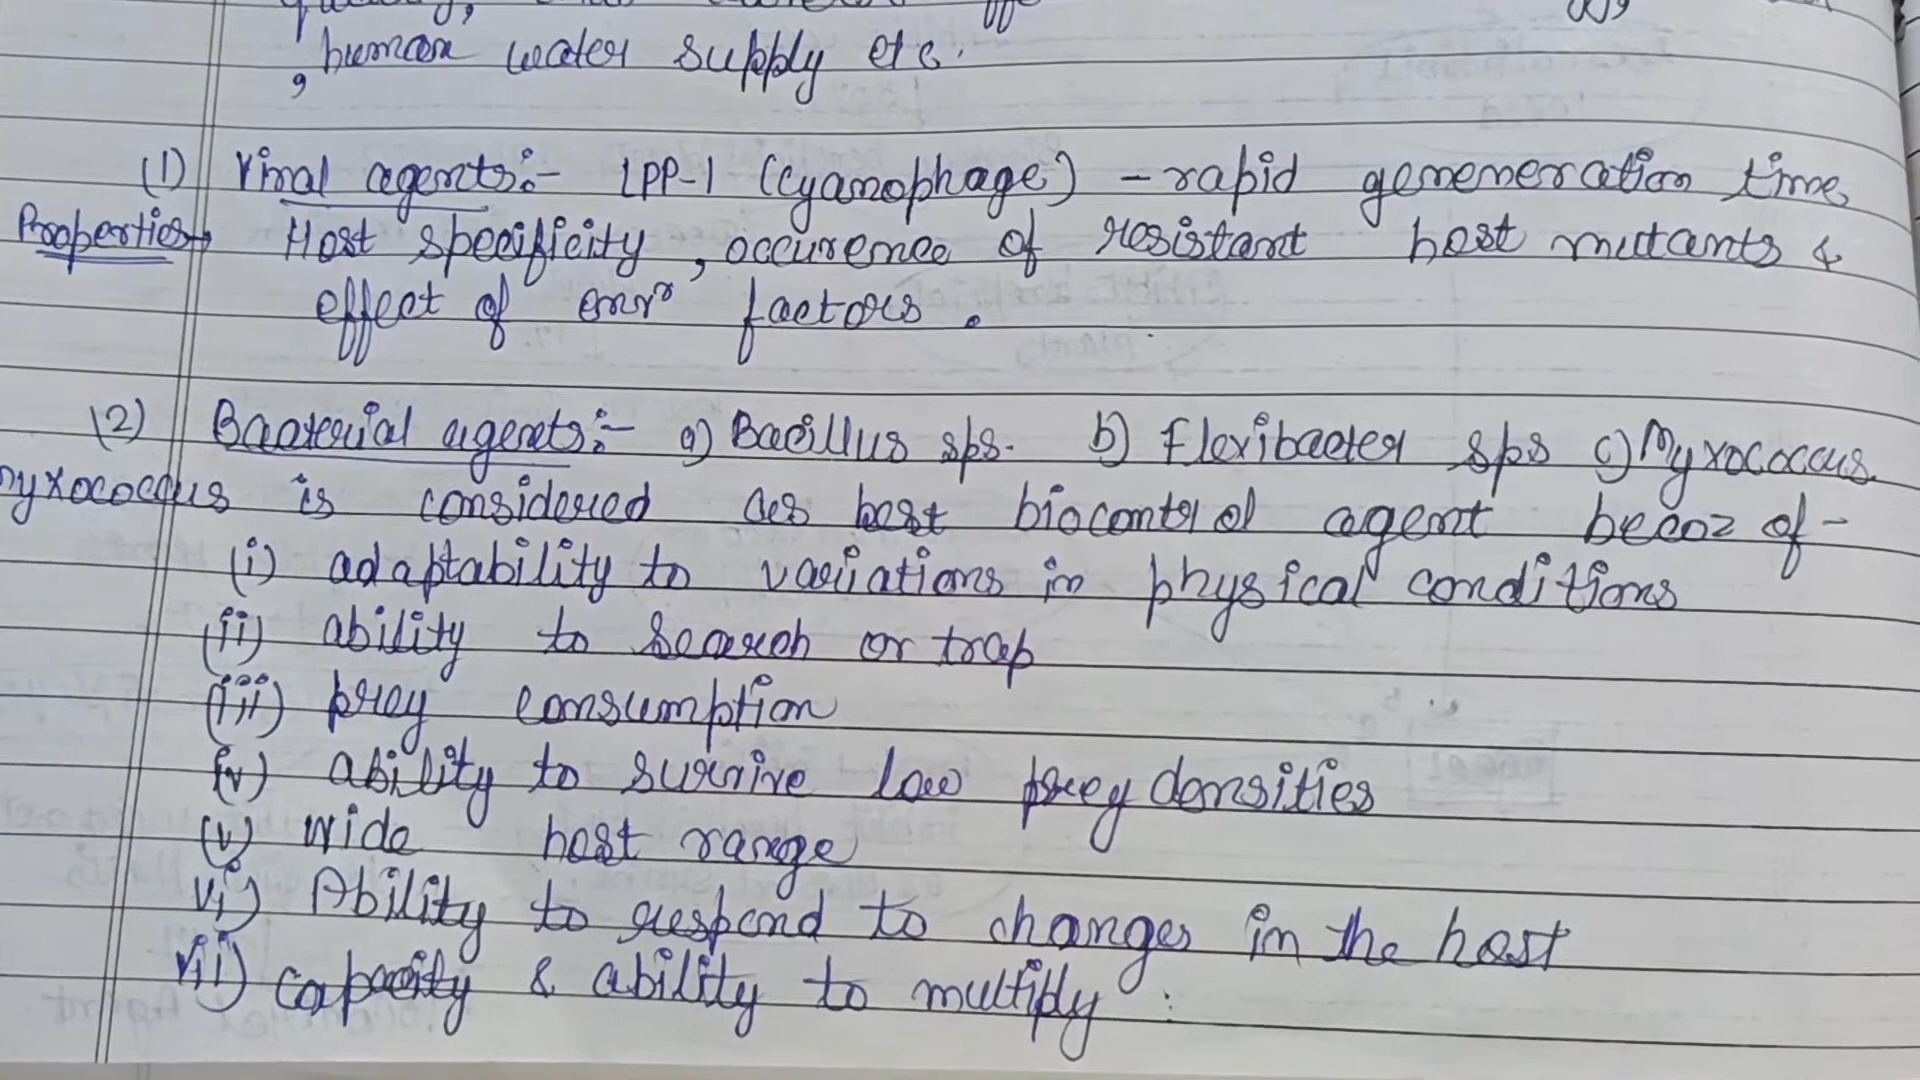 , human water supply etc.
(1) Viral agents:- LPP-1 (Cyanophage) - rapid genemeration time,
Properties→ Host specificity, occurence of resistant host mutants &
effect of envr factors.
(2) Bacterial agents:- a) Bacillus sps. b) Flexibacter sps c) Myxococcus.
Myxococcus is considered as best biocontrol agent becoz of -
(i) adaptability to variations in physical conditions
(ii) ability to search or trap
(iii) prey consumption
(iv) ability to survive low prey densities
(v) wide host range
vi) Ability to respond to changes in the host
vii) capacity & ability to multiply.